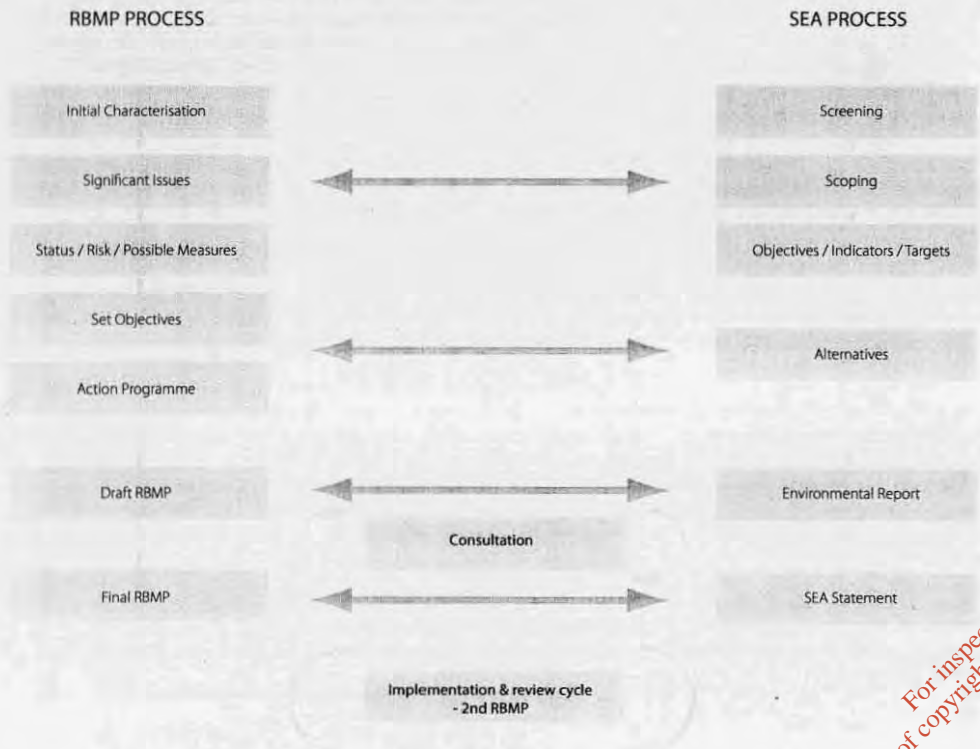 RBMP PROCESS
SEA PROCESS
Initial Characterisation
Screening
Significant Issues
Scoping
Status / Risk / Possible Measures
Objectives / Indicators / Targets
Set Objectives
Alternatives
Action Programme
Draft RBMP
Environmental Report
Consultation
Final RBMP
SEA Statement
Implementation & review cycle
- 2nd RBMP
For
of